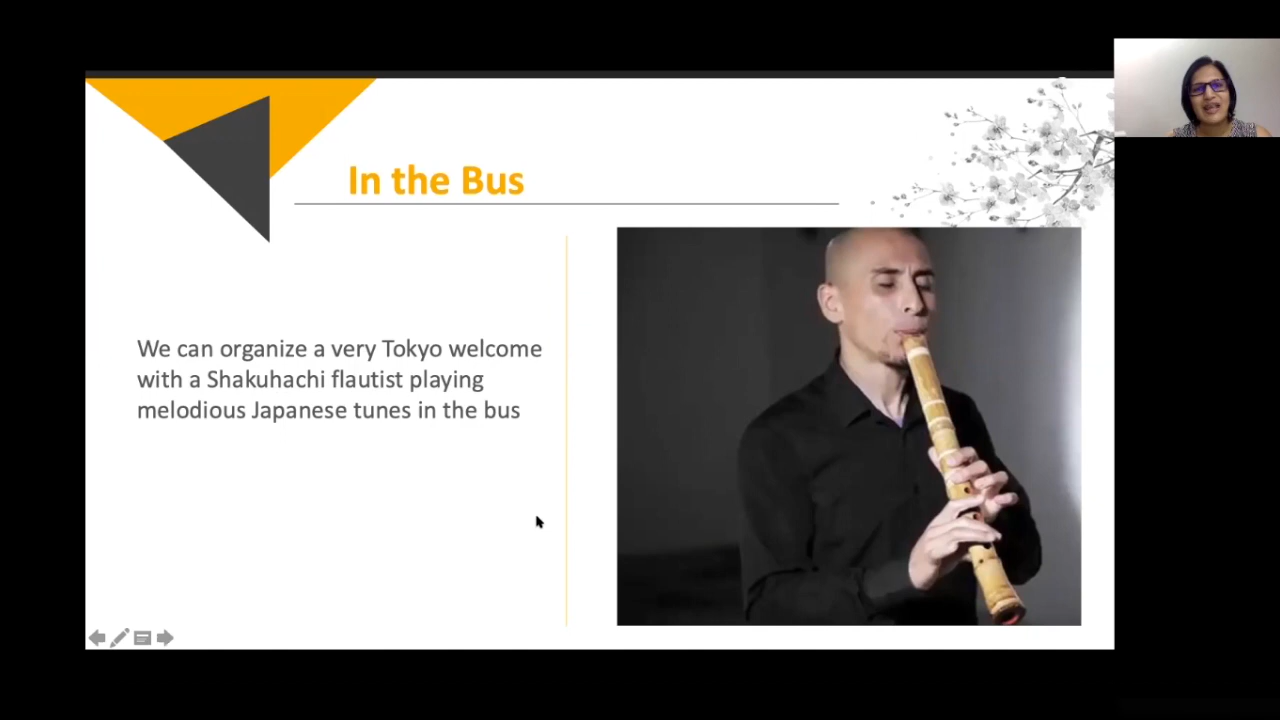 In the Bus
We can organize a very Tokyo welcome
with a Shakuhachi flautist playing
melodious Japanese tunes in the bus